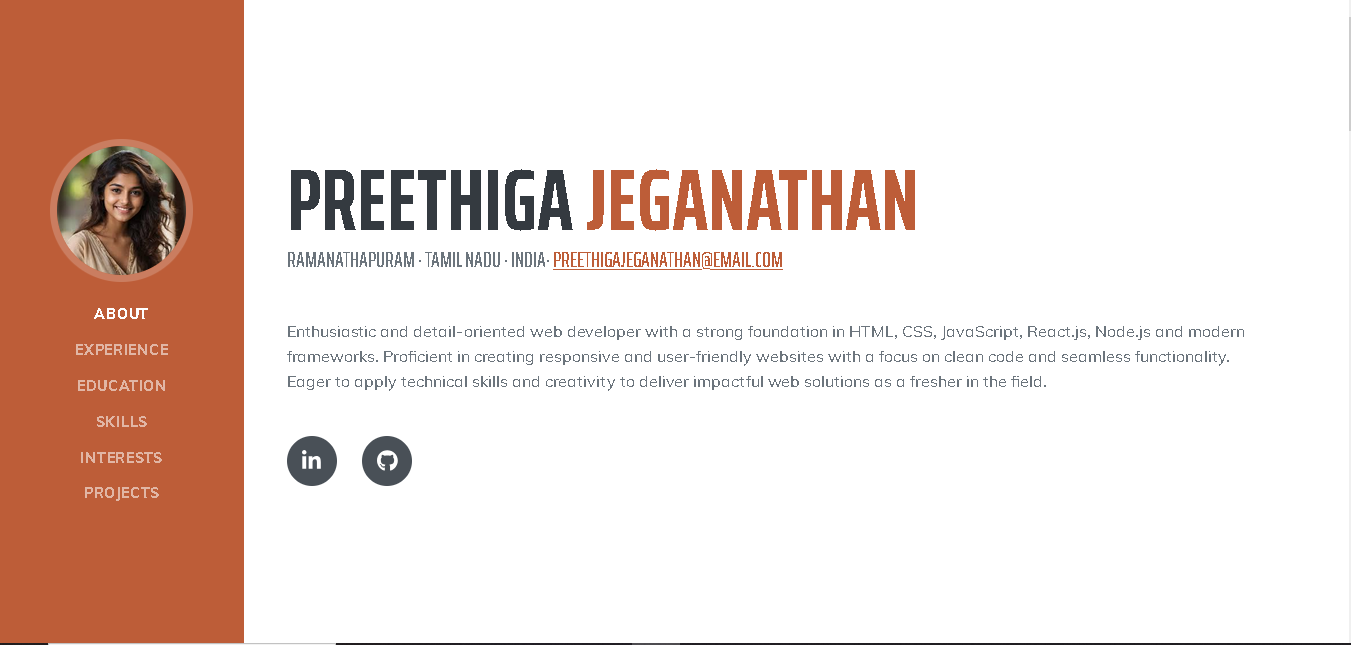 ABOUT
EXPERIENCE
EDUCATION
SKILLS
INTERESTS
PROJECTS
PREETHIGA JEGANATHAN
RAMANATHAPURAM · TAMIL NADU · INDIA· PREETHIGAJEGANATHAN@EMAIL.COM
Enthusiastic and detail-oriented web developer with a strong foundation in HTML, CSS, JavaScript, React.js, Node.js and modern
frameworks. Proficient in creating responsive and user-friendly websites with a focus on clean code and seamless functionality.
Eager to apply technical skills and creativity to deliver impactful web solutions as a fresher in the field.
in